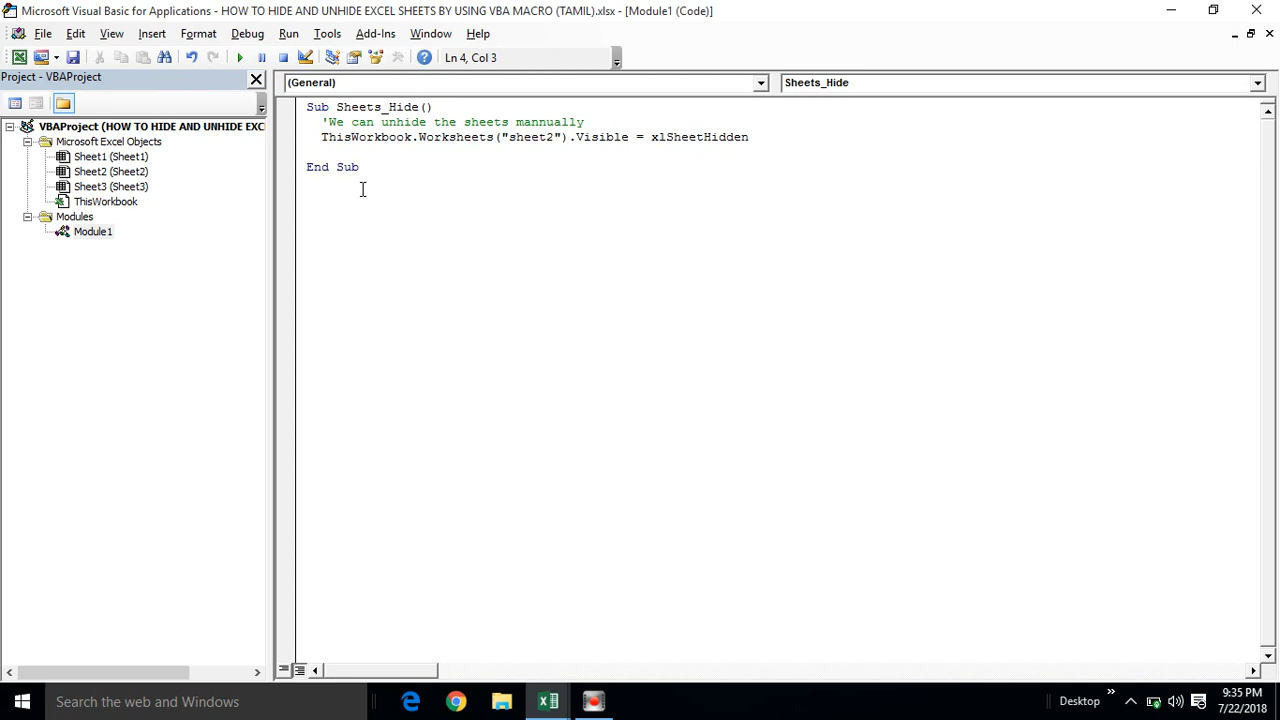 Microsoft Visual Basic for Applications - HOW TO HIDE AND UNHIDE EXCEL SHEETS BY USING VBA MACRO (TAMIL).xlsx - [Module1 (Code)]
File Edit View Insert Format Debug Run Tools Add-Ins Window Help
Ln 4, Col 3
Project - VBAProject
(General)
Sheets_Hide
VBAProject (HOW TO HIDE AND UNHIDE EXC
Microsoft Excel Objects
Sheet1 (Sheet1)
Sheet2 (Sheet2)
Sheet3 (Sheet3)
ThisWorkbook
Modules
Module1
Sub Sheets_Hide()
'We can unhide the sheets mannually
ThisWorkbook.Worksheets("sheet2").Visible = xlSheetHidden
End Sub
Search the web and Windows
Desktop
9:35 PM
7/22/2018